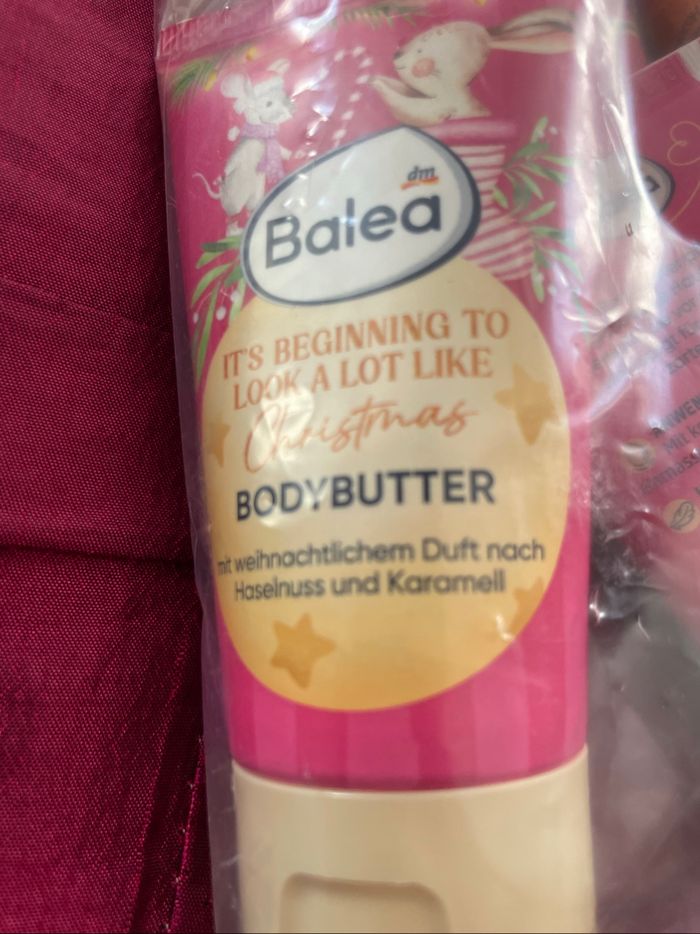 dm
Balea
IT'S BEGINNING TO
LOOK A LOT LIKE
Christmas
BODYBUTTER
mit weihnachtlichem Duft nach
Haselnuss und Karamell